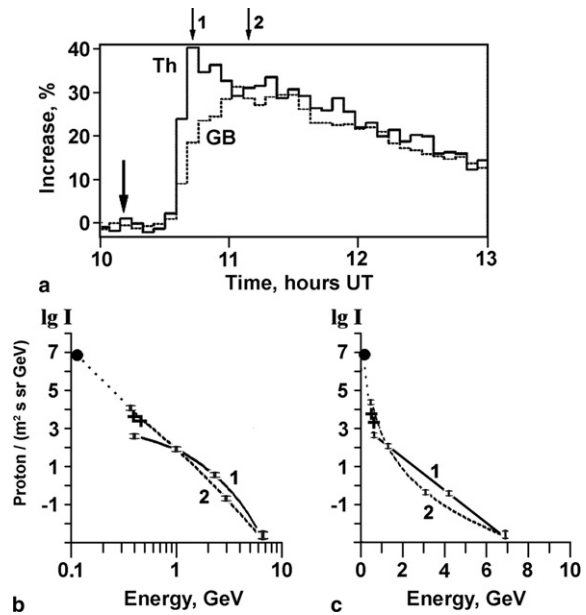 1 2
40
Th
30
20
GB
10
0
Increase, %
10 11 12 13
Time, hours UT
a
lg I
7
5
3
1
-1
1
2
Proton / (m² s sr GeV)
0.1 1 10
Energy, GeV
b
lg I
7
5
3
1
-1
1
2
0 2 4 6 8 10
Energy, GeV
c